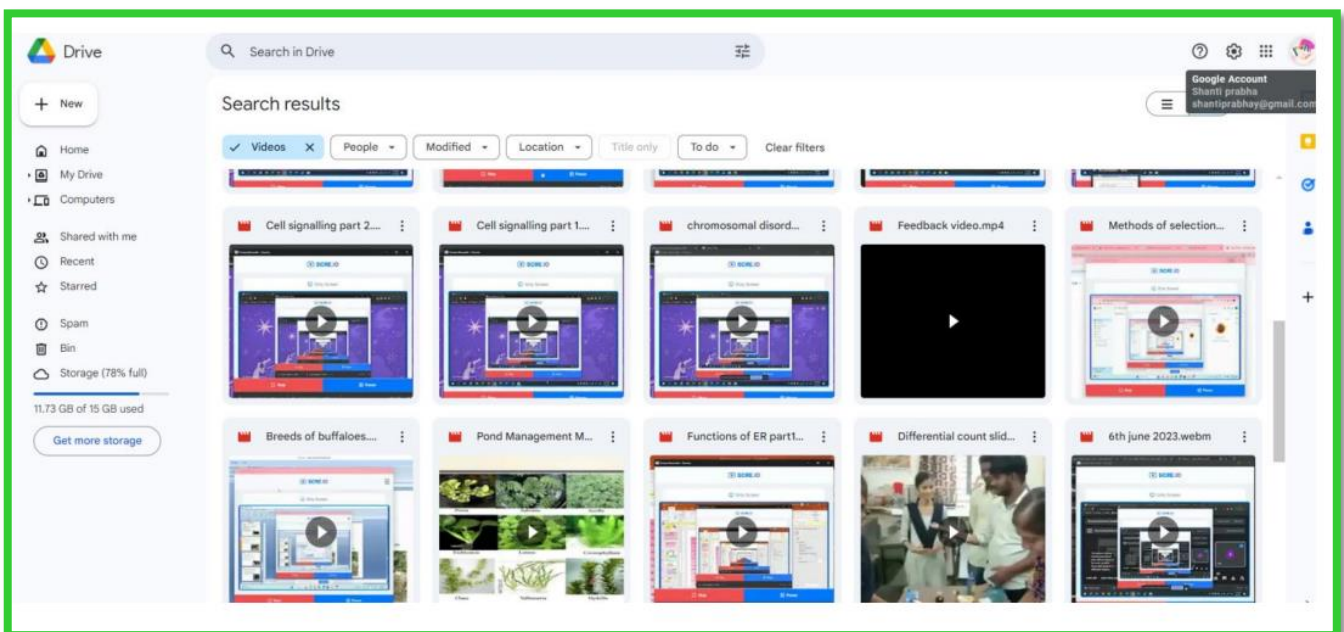 Drive
Search in Drive
Google Account
Shanti prabha
shantiprabhay@gmail.com
New
Search results
Videos X People Modified Location Title only To do Clear filters
Home
My Drive
Computers
Shared with me
Recent
Starred
Spam
Bin
Storage (78% full)
11.73 GB of 15 GB used
Get more storage
Cell signalling part 2....
Cell signalling part 1....
chromosomal disord...
Feedback video.mp4
Methods of selection...
Breeds of buffaloes....
Pond Management M...
Functions of ER part1...
Differential count slid...
6th june 2023.webm